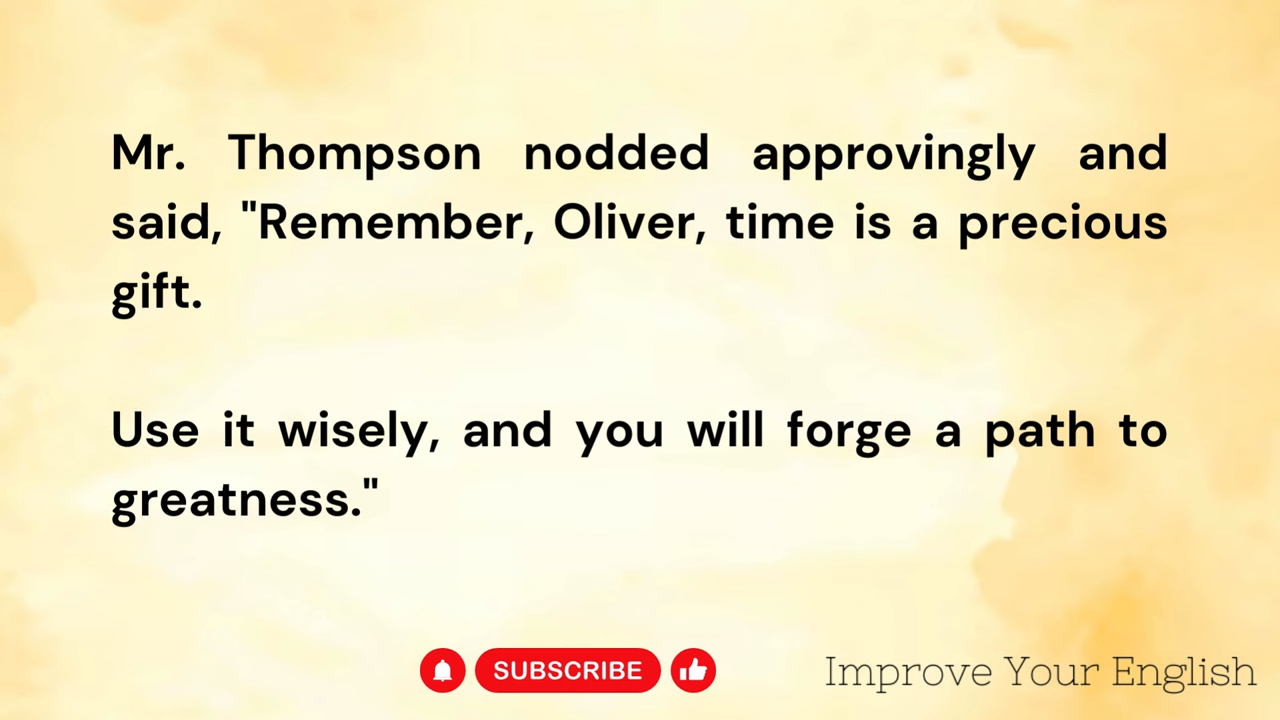 Mr. Thompson nodded approvingly and
said, "Remember, Oliver, time is a precious
gift.
Use it wisely, and you will forge a path to
greatness."
SUBSCRIBE
Improve Your English